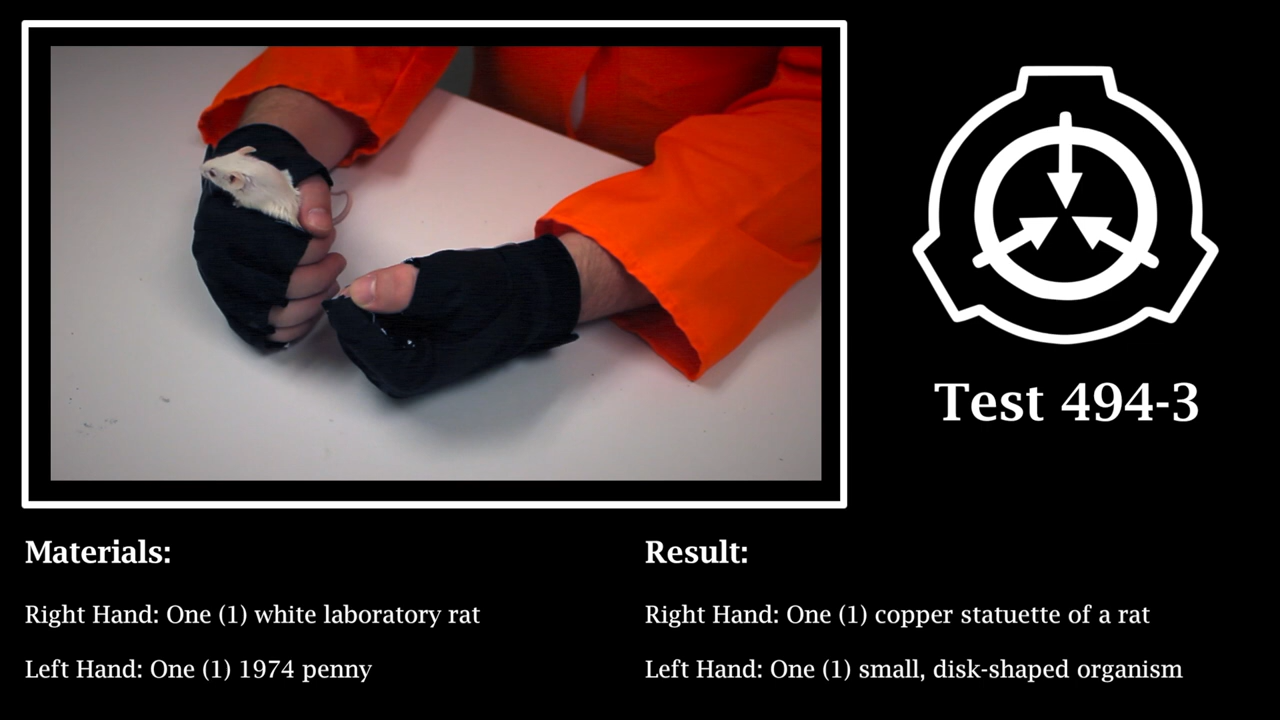 Test 494-3
Materials:
Right Hand: One (1) white laboratory rat
Left Hand: One (1) 1974 penny
Result:
Right Hand: One (1) copper statuette of a rat
Left Hand: One (1) small, disk-shaped organism